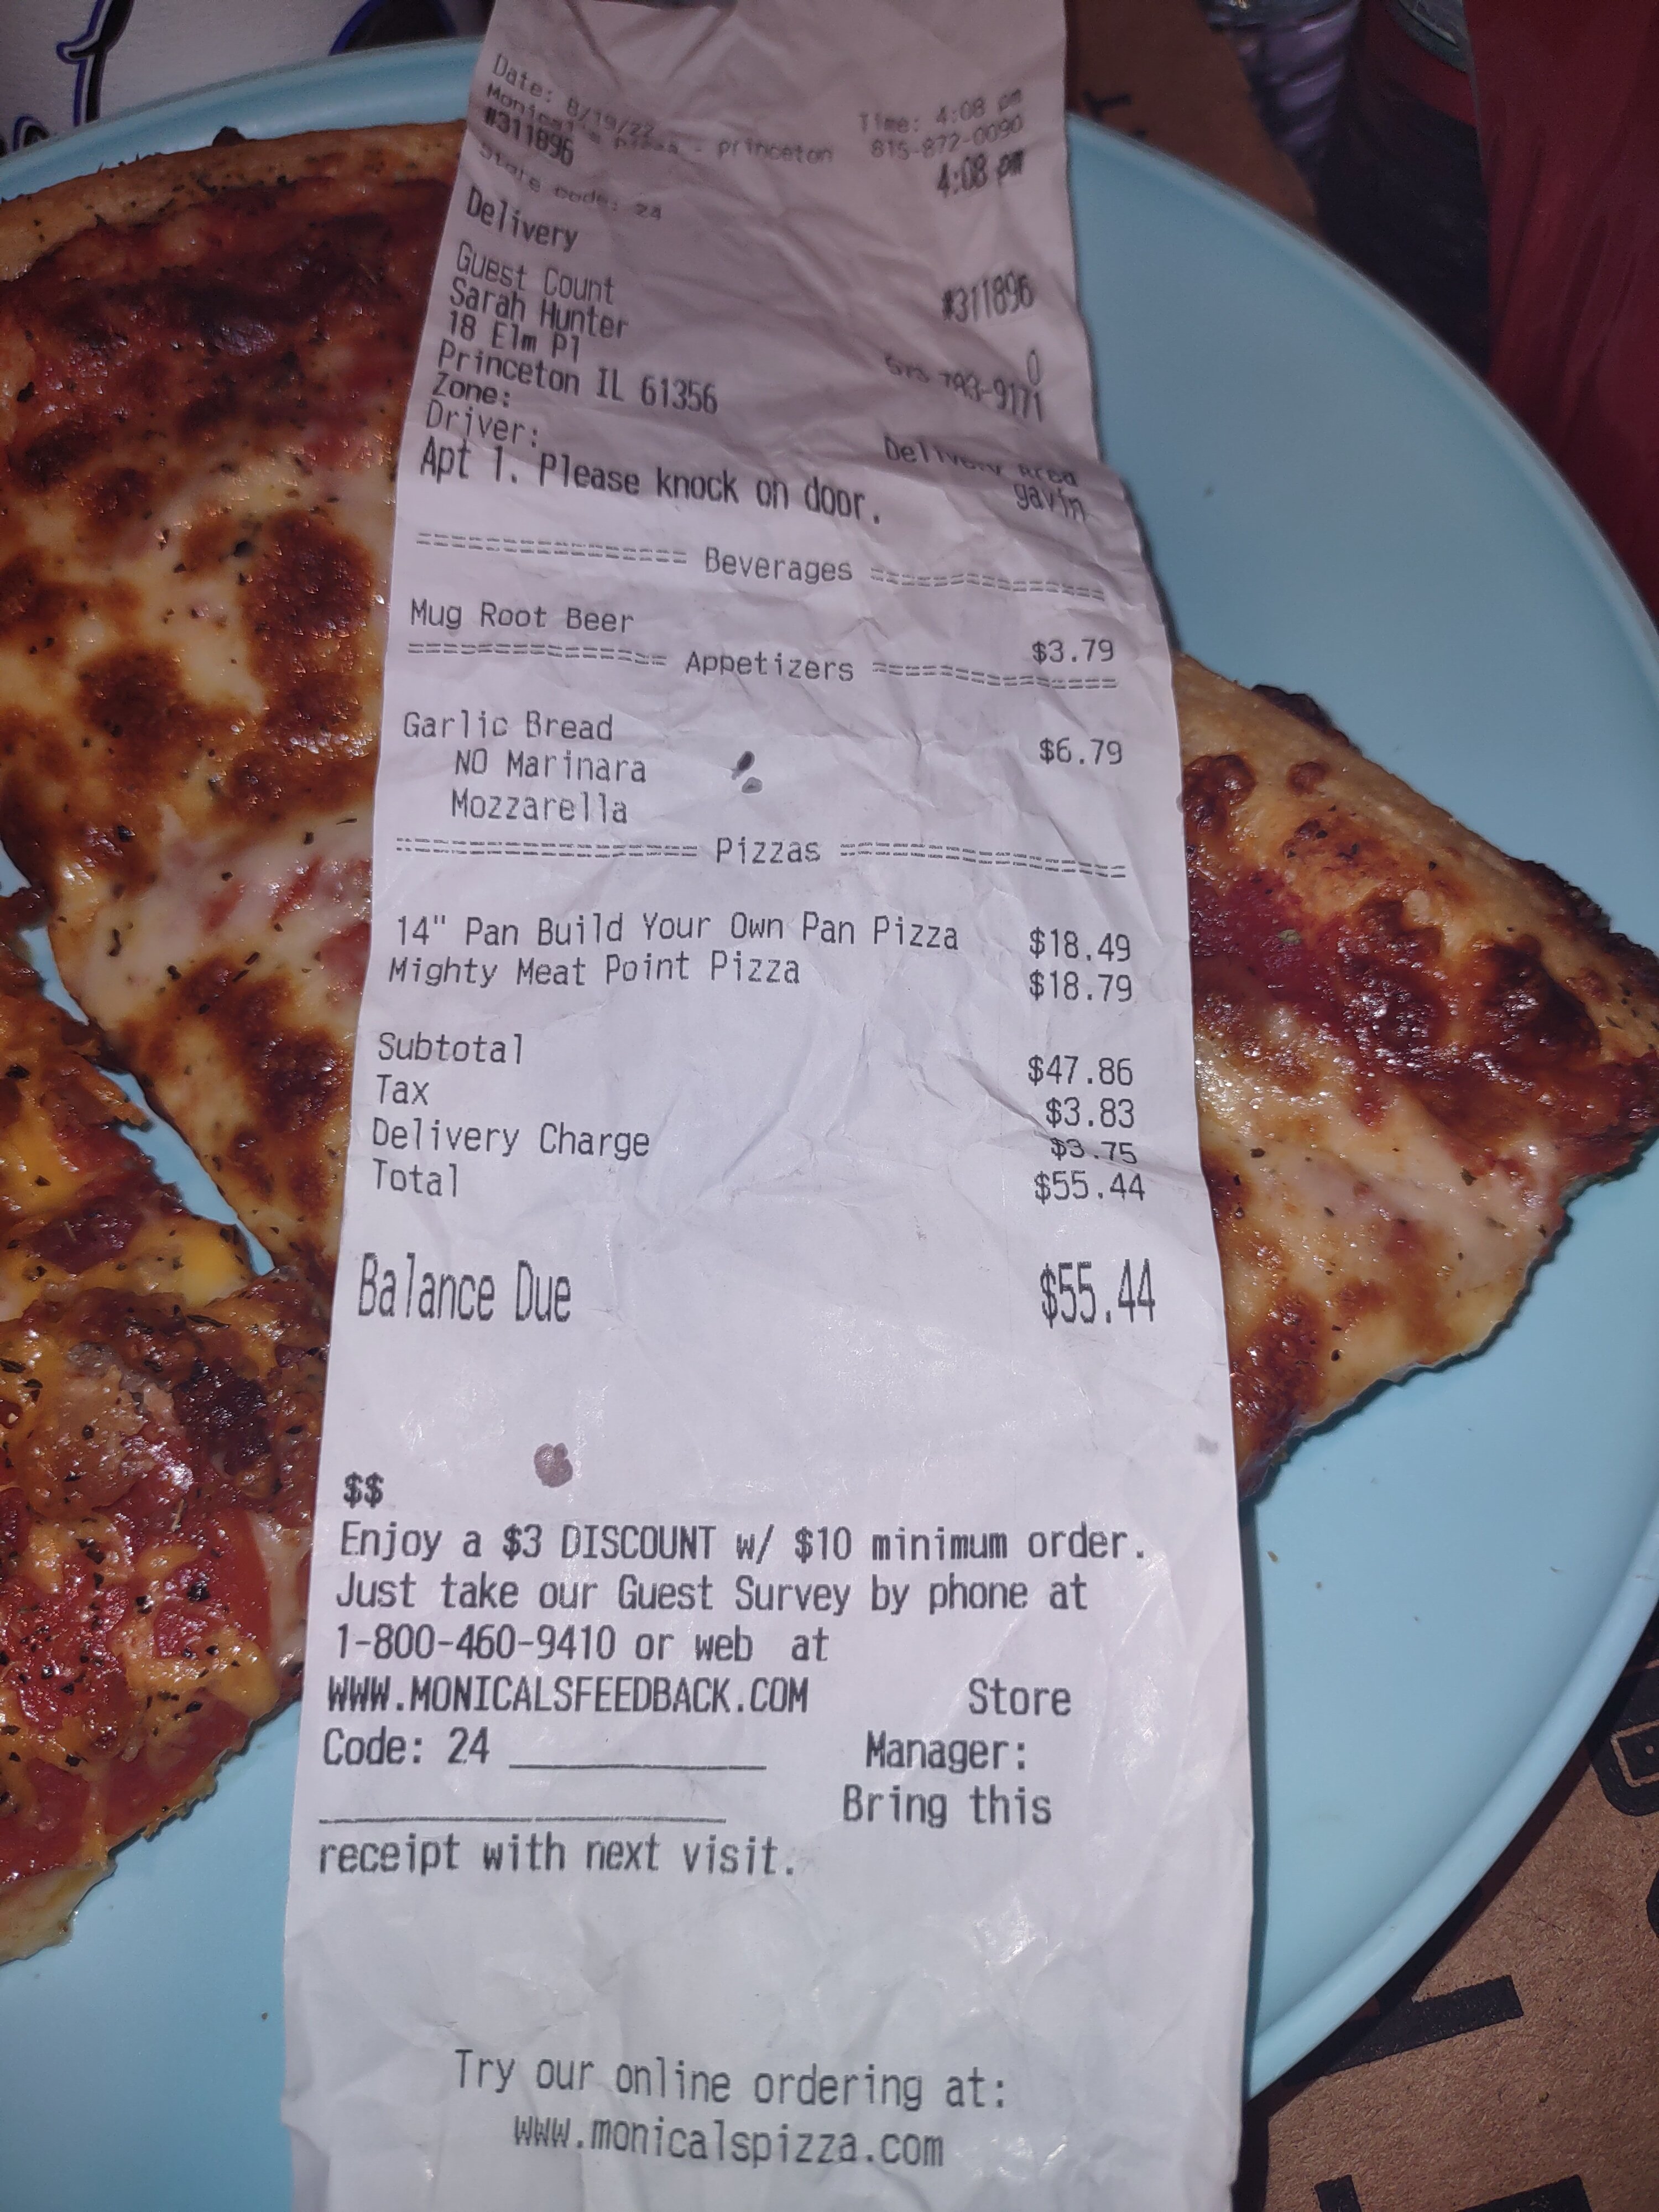 Date: 8/19/22 Time: 4:08 pm
Monical's pizza - princeton 815-872-0090
#311896 4:08 pm
Store code: 24
Delivery #311896
Guest Count 0
Sarah Hunter 793-9171
18 Elm Pl
Princeton IL 61356
Zone: Delivery Area
Driver: gavin
Apt 1. Please knock on door.
================ Beverages ===============
Mug Root Beer $3.79
=============== Appetizers ===============
Garlic Bread $6.79
NO Marinara
Mozzarella
================= Pizzas =================
14" Pan Build Your Own Pan Pizza $18.49
Mighty Meat Point Pizza $18.79
Subtotal $47.86
Tax $3.83
Delivery Charge $3.75
Total $55.44
Balance Due $55.44
$$
Enjoy a $3 DISCOUNT w/ $10 minimum order.
Just take our Guest Survey by phone at
1-800-460-9410 or web at
WWW.MONICALSFEEDBACK.COM Store
Code: 24 ____________ Manager:
___________________ Bring this
receipt with next visit.
Try our online ordering at:
www.monicalspizza.com